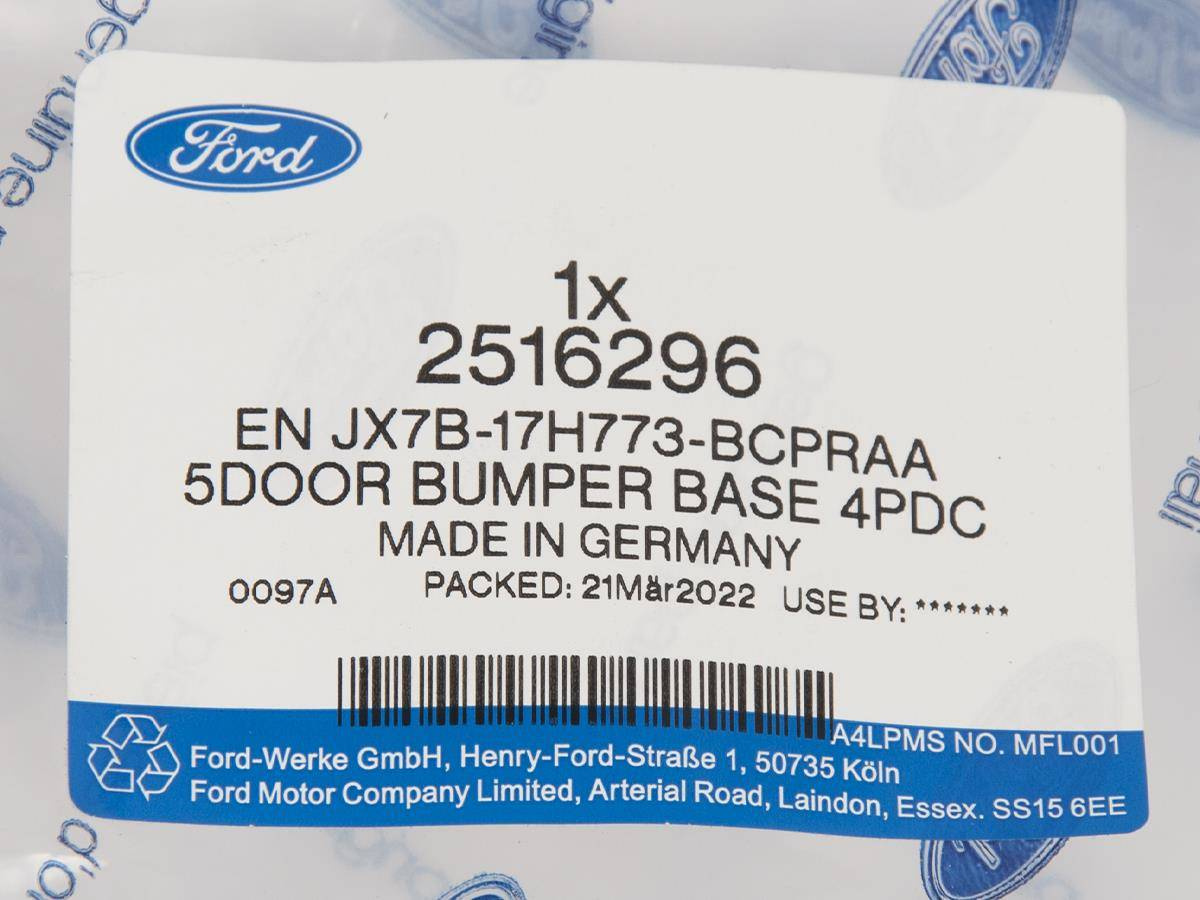 Ford
1x
2516296
EN JX7B-17H773-BCPRAA
5DOOR BUMPER BASE 4PDC
MADE IN GERMANY
0097A PACKED: 21Mär2022 USE BY: *******
A4LPMS NO. MFL001
Ford-Werke GmbH, Henry-Ford-Straße 1, 50735 Köln
Ford Motor Company Limited, Arterial Road, Laindon, Essex. SS15 6EE